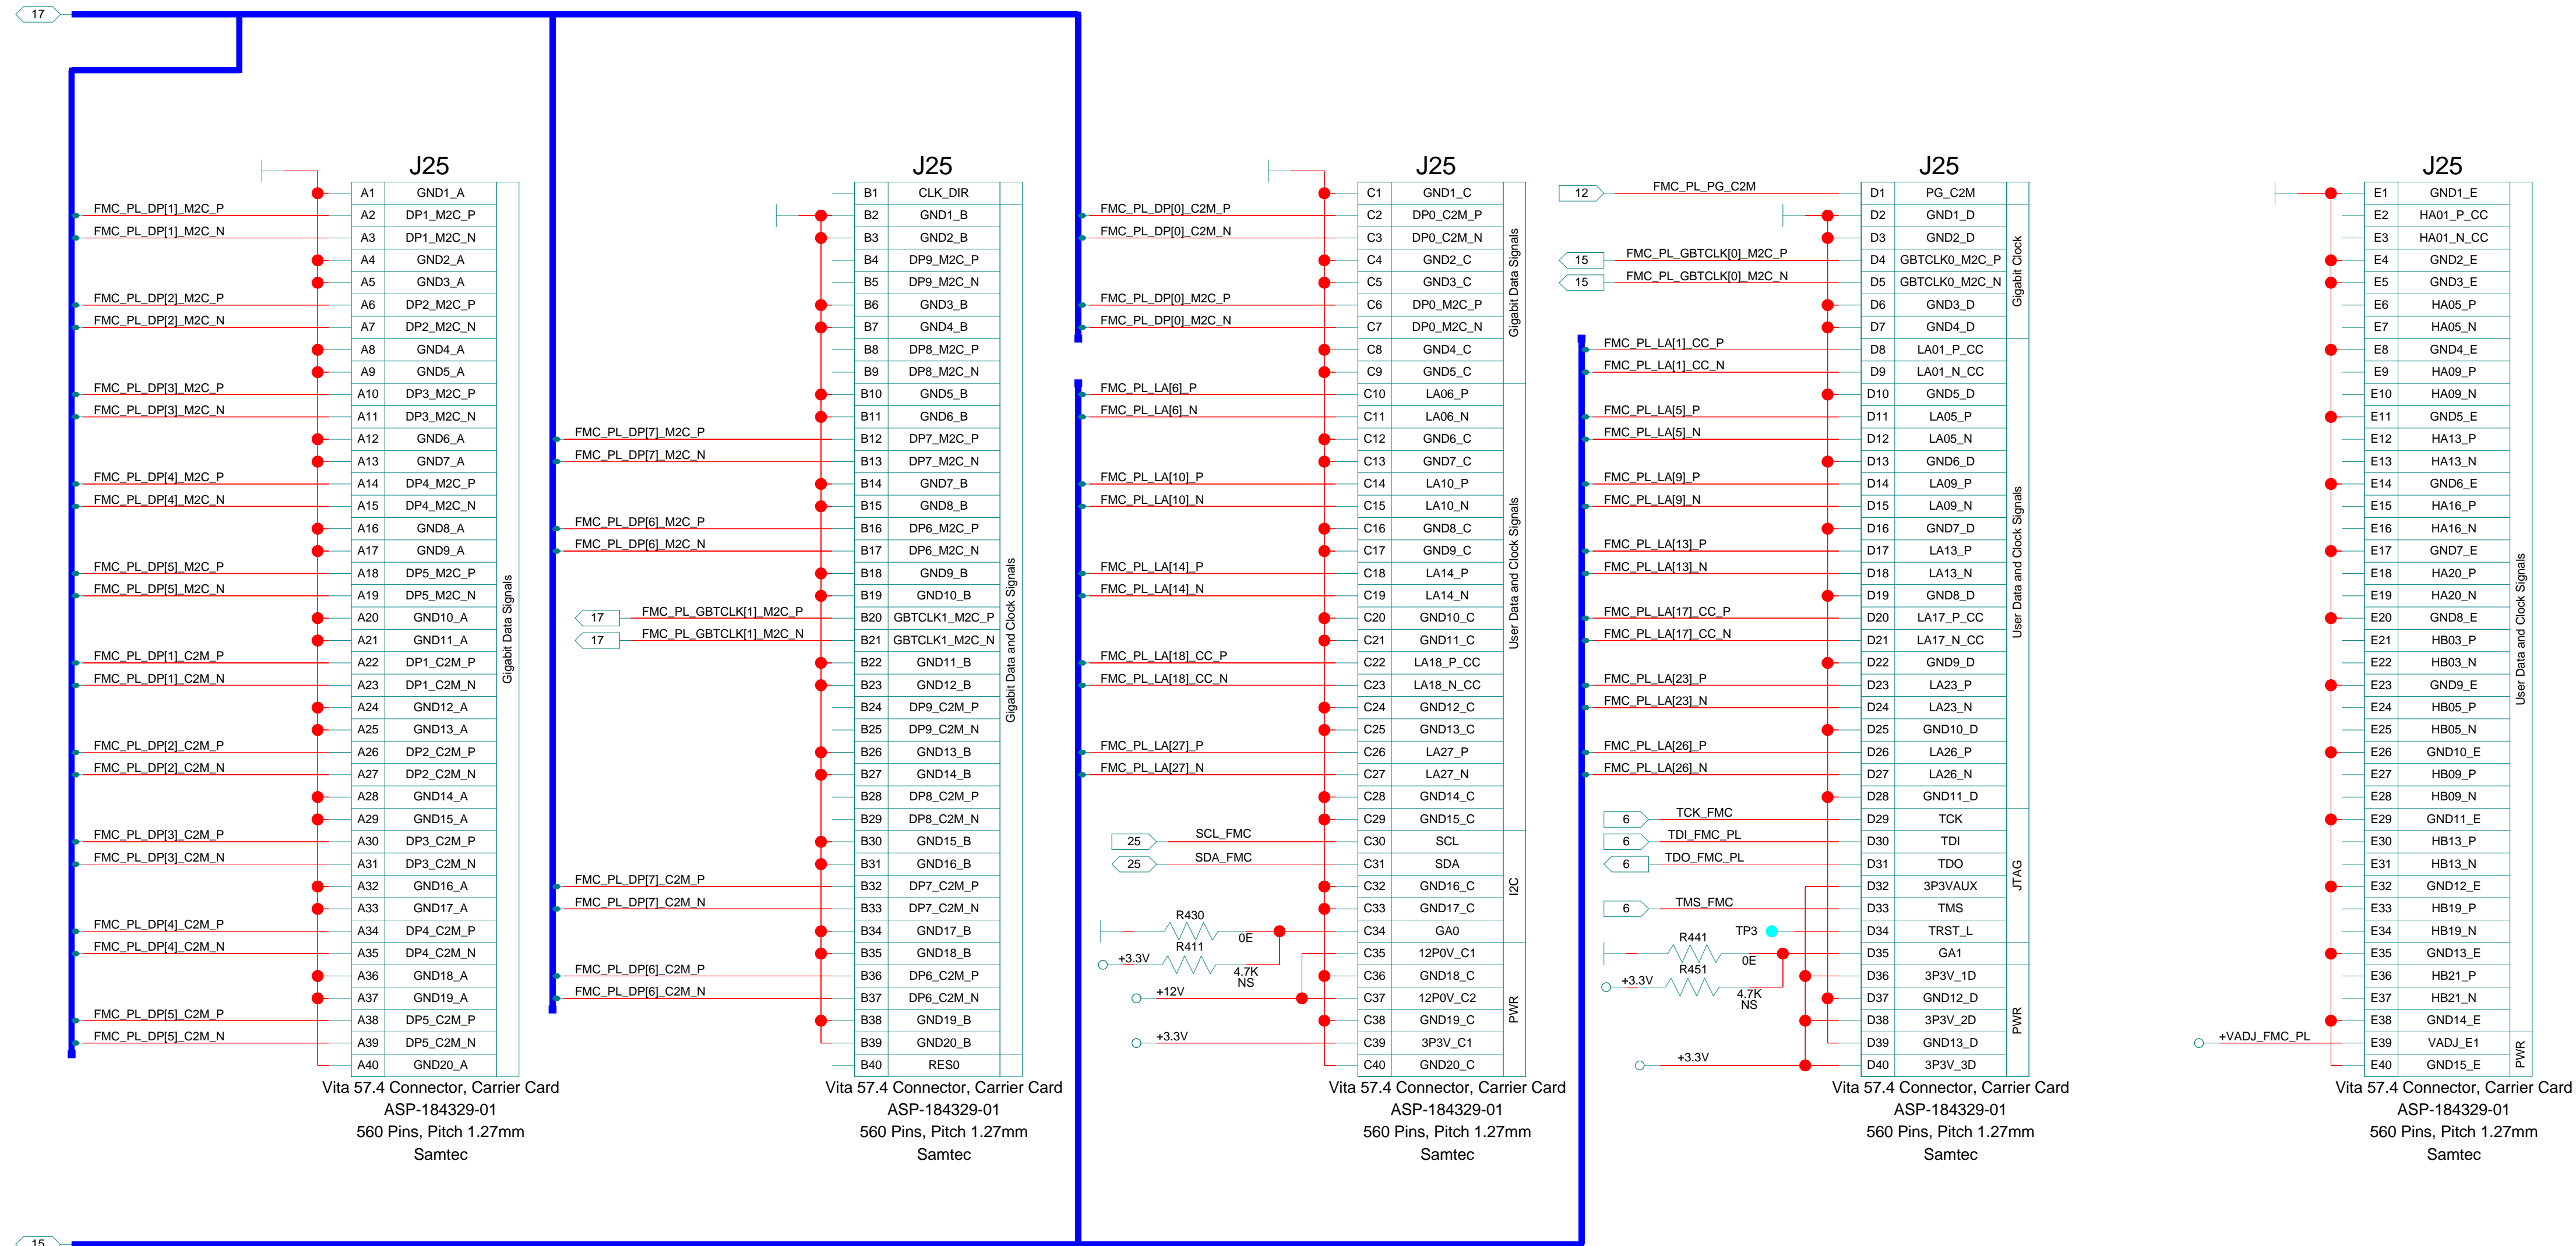 17
J25
A1 GND1_A
FMC_PL_DP[1]_M2C_P A2 DP1_M2C_P
FMC_PL_DP[1]_M2C_N A3 DP1_M2C_N
A4 GND2_A
A5 GND3_A
FMC_PL_DP[2]_M2C_P A6 DP2_M2C_P
FMC_PL_DP[2]_M2C_N A7 DP2_M2C_N
A8 GND4_A
A9 GND5_A
FMC_PL_DP[3]_M2C_P A10 DP3_M2C_P
FMC_PL_DP[3]_M2C_N A11 DP3_M2C_N
A12 GND6_A
A13 GND7_A
FMC_PL_DP[4]_M2C_P A14 DP4_M2C_P
FMC_PL_DP[4]_M2C_N A15 DP4_M2C_N
A16 GND8_A
A17 GND9_A
FMC_PL_DP[5]_M2C_P A18 DP5_M2C_P
FMC_PL_DP[5]_M2C_N A19 DP5_M2C_N
A20 GND10_A
A21 GND11_A
FMC_PL_DP[1]_C2M_P A22 DP1_C2M_P
FMC_PL_DP[1]_C2M_N A23 DP1_C2M_N
A24 GND12_A
A25 GND13_A
FMC_PL_DP[2]_C2M_P A26 DP2_C2M_P
FMC_PL_DP[2]_C2M_N A27 DP2_C2M_N
A28 GND14_A
A29 GND15_A
FMC_PL_DP[3]_C2M_P A30 DP3_C2M_P
FMC_PL_DP[3]_C2M_N A31 DP3_C2M_N
A32 GND16_A
A33 GND17_A
FMC_PL_DP[4]_C2M_P A34 DP4_C2M_P
FMC_PL_DP[4]_C2M_N A35 DP4_C2M_N
A36 GND18_A
A37 GND19_A
FMC_PL_DP[5]_C2M_P A38 DP5_C2M_P
FMC_PL_DP[5]_C2M_N A39 DP5_C2M_N
A40 GND20_A
Gigabit Data Signals
Vita 57.4 Connector, Carrier Card
ASP-184329-01
560 Pins, Pitch 1.27mm
Samtec
J25
B1 CLK_DIR
B2 GND1_B
B3 GND2_B
B4 DP9_M2C_P
B5 DP9_M2C_N
B6 GND3_B
B7 GND4_B
B8 DP8_M2C_P
B9 DP8_M2C_N
B10 GND5_B
B11 GND6_B
FMC_PL_DP[7]_M2C_P B12 DP7_M2C_P
FMC_PL_DP[7]_M2C_N B13 DP7_M2C_N
B14 GND7_B
B15 GND8_B
FMC_PL_DP[6]_M2C_P B16 DP6_M2C_P
FMC_PL_DP[6]_M2C_N B17 DP6_M2C_N
B18 GND9_B
B19 GND10_B
17 FMC_PL_GBTCLK[1]_M2C_P B20 GBTCLK1_M2C_P
17 FMC_PL_GBTCLK[1]_M2C_N B21 GBTCLK1_M2C_N
B22 GND11_B
B23 GND12_B
B24 DP9_C2M_P
B25 DP9_C2M_N
B26 GND13_B
B27 GND14_B
B28 DP8_C2M_P
B29 DP8_C2M_N
B30 GND15_B
B31 GND16_B
FMC_PL_DP[7]_C2M_P B32 DP7_C2M_P
FMC_PL_DP[7]_C2M_N B33 DP7_C2M_N
B34 GND17_B
B35 GND18_B
FMC_PL_DP[6]_C2M_P B36 DP6_C2M_P
FMC_PL_DP[6]_C2M_N B37 DP6_C2M_N
B38 GND19_B
B39 GND20_B
B40 RES0
Gigabit Data and Clock Signals
Vita 57.4 Connector, Carrier Card
ASP-184329-01
560 Pins, Pitch 1.27mm
Samtec
J25
C1 GND1_C
FMC_PL_DP[0]_C2M_P C2 DP0_C2M_P
FMC_PL_DP[0]_C2M_N C3 DP0_C2M_N
C4 GND2_C
C5 GND3_C
FMC_PL_DP[0]_M2C_P C6 DP0_M2C_P
FMC_PL_DP[0]_M2C_N C7 DP0_M2C_N
C8 GND4_C
C9 GND5_C
Gigabit Data Signals
FMC_PL_LA[6]_P C10 LA06_P
FMC_PL_LA[6]_N C11 LA06_N
C12 GND6_C
C13 GND7_C
FMC_PL_LA[10]_P C14 LA10_P
FMC_PL_LA[10]_N C15 LA10_N
C16 GND8_C
C17 GND9_C
FMC_PL_LA[14]_P C18 LA14_P
FMC_PL_LA[14]_N C19 LA14_N
C20 GND10_C
C21 GND11_C
FMC_PL_LA[18]_CC_P C22 LA18_P_CC
FMC_PL_LA[18]_CC_N C23 LA18_N_CC
C24 GND12_C
C25 GND13_C
FMC_PL_LA[27]_P C26 LA27_P
FMC_PL_LA[27]_N C27 LA27_N
C28 GND14_C
C29 GND15_C
User Data and Clock Signals
25 SCL_FMC C30 SCL
25 SDA_FMC C31 SDA
C32 GND16_C
C33 GND17_C
I2C
R430 0E C34 GA0
+3.3V R411 4.7K NS
C35 12P0V_C1
C36 GND18_C
+12V C37 12P0V_C2
C38 GND19_C
+3.3V C39 3P3V_C1
C40 GND20_C
PWR
Vita 57.4 Connector, Carrier Card
ASP-184329-01
560 Pins, Pitch 1.27mm
Samtec
J25
12 FMC_PL_PG_C2M D1 PG_C2M
D2 GND1_D
D3 GND2_D
15 FMC_PL_GBTCLK[0]_M2C_P D4 GBTCLK0_M2C_P
15 FMC_PL_GBTCLK[0]_M2C_N D5 GBTCLK0_M2C_N
D6 GND3_D
D7 GND4_D
Gigabit Clock
FMC_PL_LA[1]_CC_P D8 LA01_P_CC
FMC_PL_LA[1]_CC_N D9 LA01_N_CC
D10 GND5_D
FMC_PL_LA[5]_P D11 LA05_P
FMC_PL_LA[5]_N D12 LA05_N
D13 GND6_D
FMC_PL_LA[9]_P D14 LA09_P
FMC_PL_LA[9]_N D15 LA09_N
D16 GND7_D
FMC_PL_LA[13]_P D17 LA13_P
FMC_PL_LA[13]_N D18 LA13_N
D19 GND8_D
FMC_PL_LA[17]_CC_P D20 LA17_P_CC
FMC_PL_LA[17]_CC_N D21 LA17_N_CC
D22 GND9_D
FMC_PL_LA[23]_P D23 LA23_P
FMC_PL_LA[23]_N D24 LA23_N
D25 GND10_D
FMC_PL_LA[26]_P D26 LA26_P
FMC_PL_LA[26]_N D27 LA26_N
D28 GND11_D
User Data and Clock Signals
6 TCK_FMC D29 TCK
6 TDI_FMC_PL D30 TDI
6 TDO_FMC_PL D31 TDO
D32 3P3VAUX
6 TMS_FMC D33 TMS
TP3 D34 TRST_L
JTAG
R441 0E D35 GA1
+3.3V R451 4.7K NS
D36 3P3V_1D
D37 GND12_D
D38 3P3V_2D
D39 GND13_D
+3.3V D40 3P3V_3D
PWR
Vita 57.4 Connector, Carrier Card
ASP-184329-01
560 Pins, Pitch 1.27mm
Samtec
J25
E1 GND1_E
E2 HA01_P_CC
E3 HA01_N_CC
E4 GND2_E
E5 GND3_E
E6 HA05_P
E7 HA05_N
E8 GND4_E
E9 HA09_P
E10 HA09_N
E11 GND5_E
E12 HA13_P
E13 HA13_N
E14 GND6_E
E15 HA16_P
E16 HA16_N
E17 GND7_E
E18 HA20_P
E19 HA20_N
E20 GND8_E
E21 HB03_P
E22 HB03_N
E23 GND9_E
E24 HB05_P
E25 HB05_N
E26 GND10_E
E27 HB09_P
E28 HB09_N
E29 GND11_E
E30 HB13_P
E31 HB13_N
E32 GND12_E
E33 HB19_P
E34 HB19_N
E35 GND13_E
E36 HB21_P
E37 HB21_N
E38 GND14_E
User Data and Clock Signals
+VADJ_FMC_PL E39 VADJ_E1
E40 GND15_E
PWR
Vita 57.4 Connector, Carrier Card
ASP-184329-01
560 Pins, Pitch 1.27mm
Samtec
15